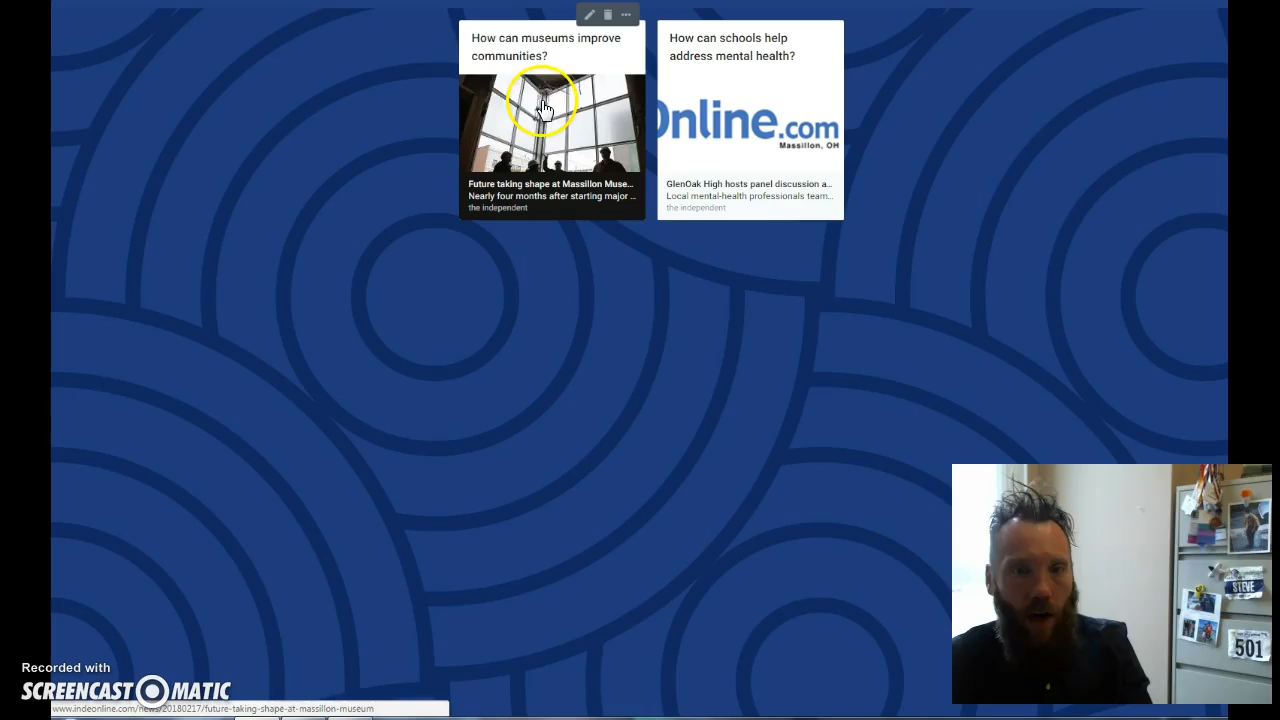 How can museums improve
communities?
Future taking shape at Massillon Muse...
Nearly four months after starting major ...
the independent
How can schools help
address mental health?
Online.com
Massillon, OH
GlenOak High hosts panel discussion a...
Local mental-health professionals team...
the independent
STEVE
501
Recorded with
SCREENCAST MATIC
www.indeonline.com/news/20180217/future-taking-shape-at-massillon-museum